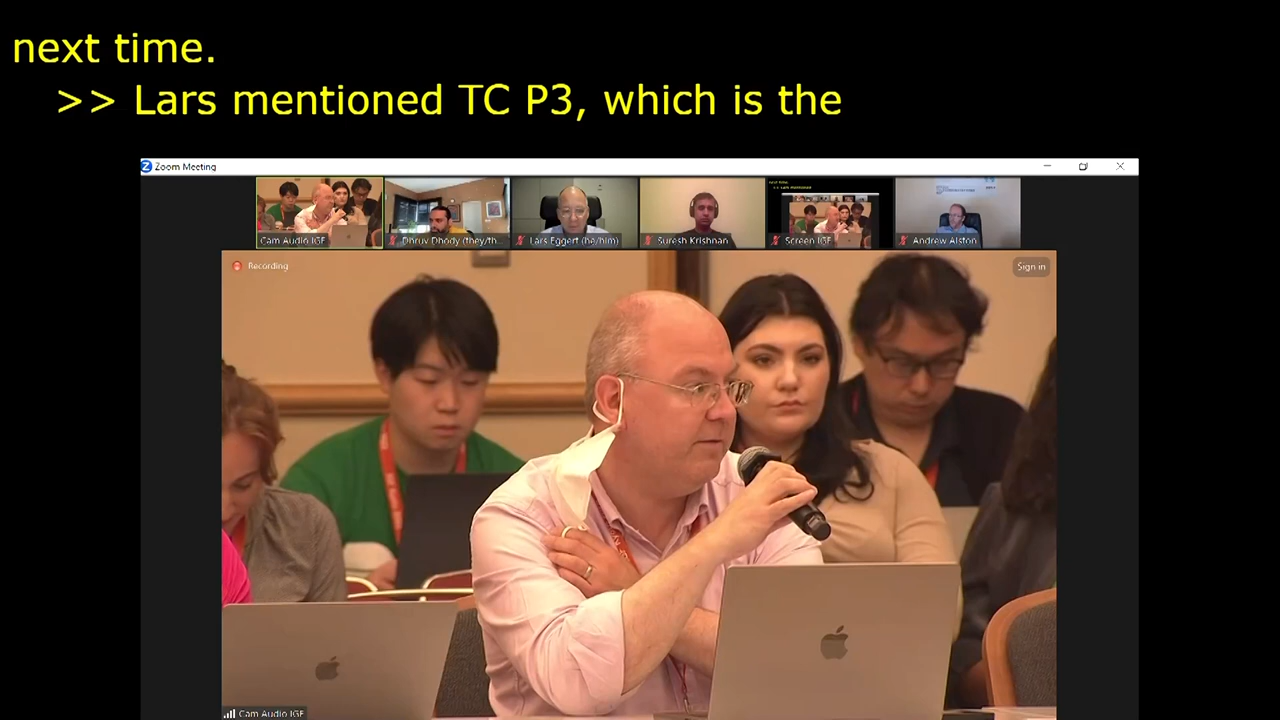 next time.
>> Lars mentioned TC P3, which is the
Zoom Meeting
Cam Audio IGF
Dhruv Dhody (they/th...
Lars Eggert (he/him)
Suresh Krishnan
Screen IGF
Andrew Alston
Recording
Sign in
Cam Audio IGF